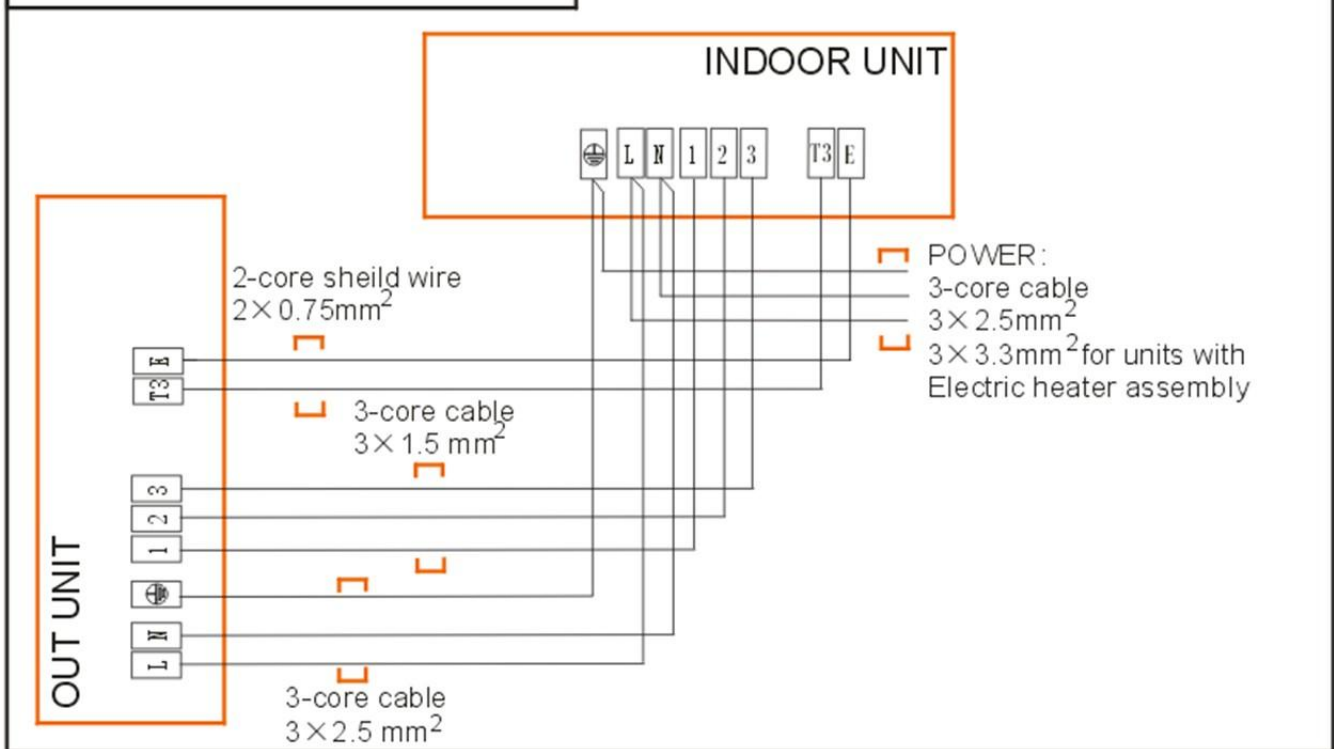 INDOOR UNIT
L N 1 2 3 T3 E
POWER:
3-core cable
3×2.5mm²
3×3.3mm² for units with
Electric heater assembly
2-core sheild wire
2×0.75mm²
E
T3
3-core cable
3×1.5 mm²
3
2
1
N
L
OUT UNIT
3-core cable
3×2.5 mm²